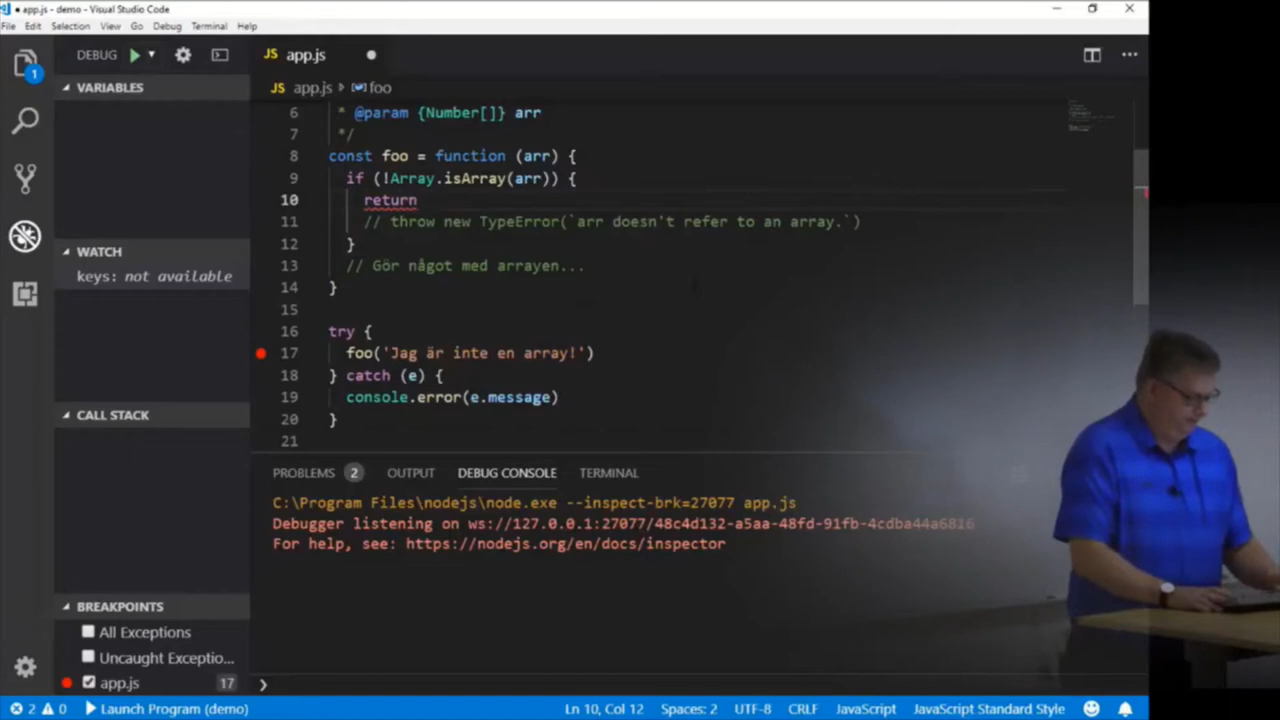 ● app.js - demo - Visual Studio Code
File Edit Selection View Go Debug Terminal Help
DEBUG
JS app.js
1
VARIABLES
JS app.js foo
6 * @param {Number[]} arr
7 */
8 const foo = function (arr) {
9 if (!Array.isArray(arr)) {
10 return
11 // throw new TypeError(`arr doesn't refer to an array.`)
12 }
13 // Gör något med arrayen...
14 }
15
16 try {
17 foo('Jag är inte en array!')
18 } catch (e) {
19 console.error(e.message)
20 }
21
WATCH
keys: not available
CALL STACK
BREAKPOINTS
All Exceptions
Uncaught Exceptio...
app.js 17
PROBLEMS 2 OUTPUT DEBUG CONSOLE TERMINAL
C:\Program Files\nodejs\node.exe --inspect-brk=27077 app.js
Debugger listening on ws://127.0.0.1:27077/48c4d132-a5aa-48fd-91fb-4cdba44a6816
For help, see: https://nodejs.org/en/docs/inspector
2 0 Launch Program (demo) Ln 10, Col 12 Spaces: 2 UTF-8 CRLF JavaScript JavaScript Standard Style